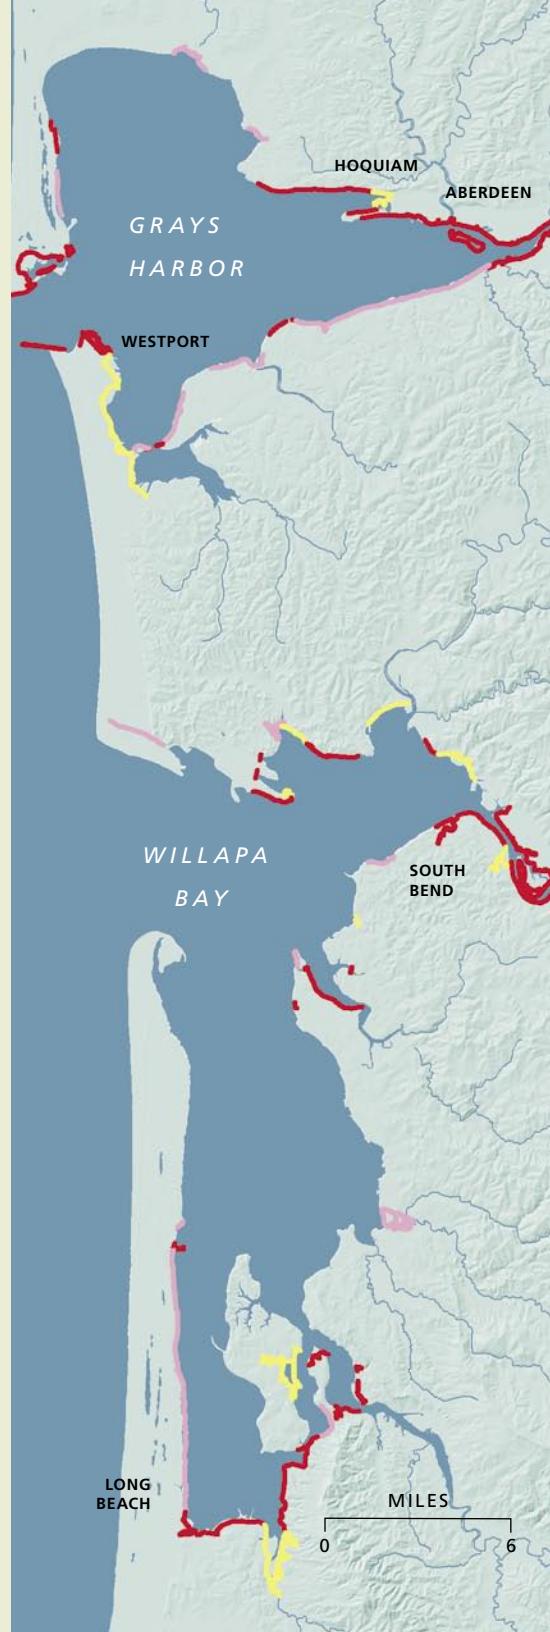 HOQUIAM
ABERDEEN
GRAYS
HARBOR
WESTPORT
WILLAPA
BAY
SOUTH
BEND
LONG
BEACH
MILES
0 6